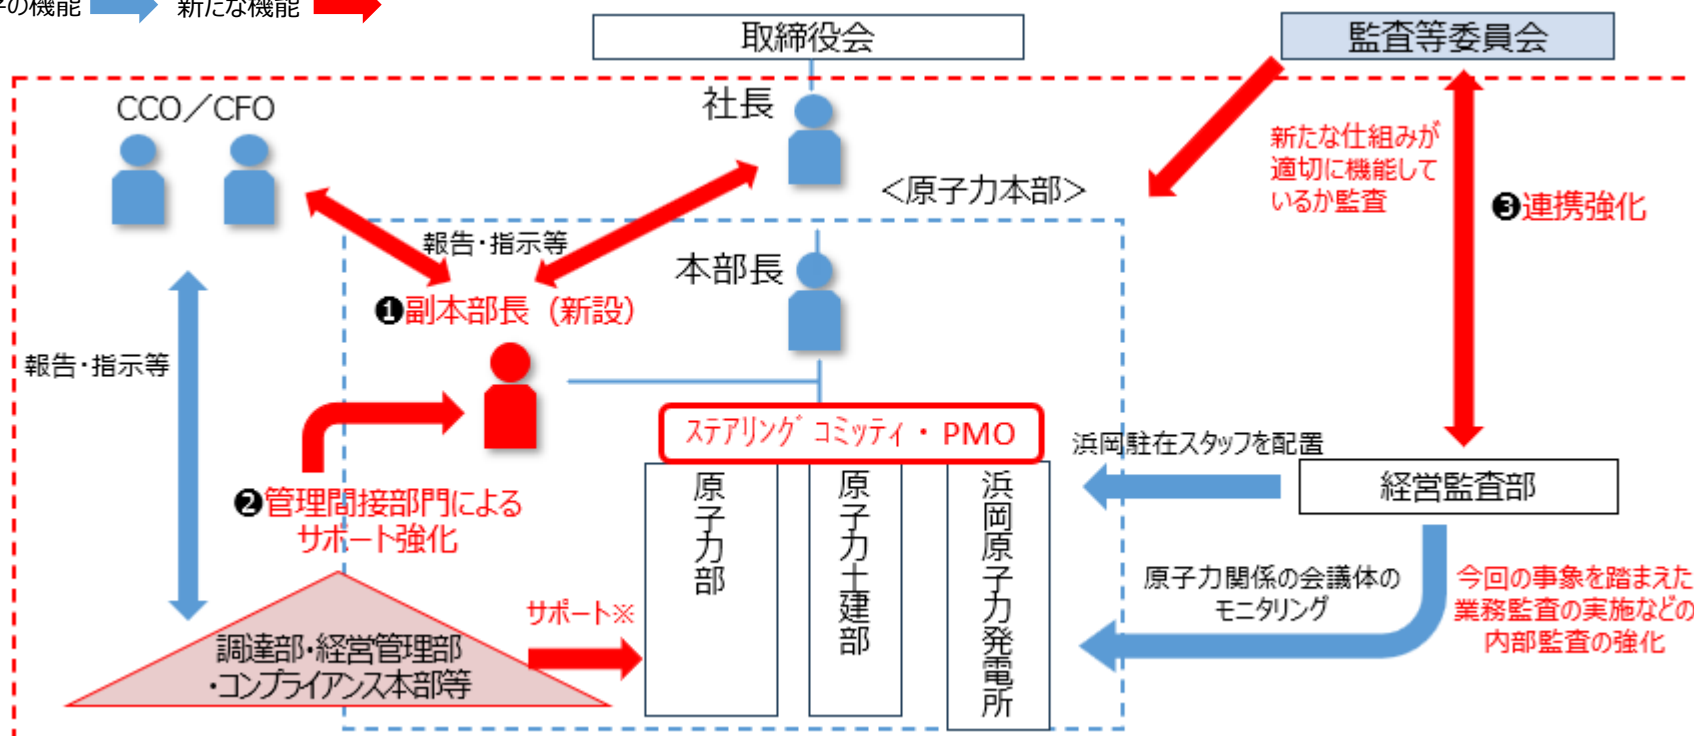 の機能
新たな機能
取締役会
監査等委員会
CCO／CFO
社長
＜原子力本部＞
新たな仕組みが
適切に機能して
いるか監査
❸連携強化
報告・指示等
本部長
❶副本部長（新設）
報告・指示等
ステアリングコミッティ・PMO
浜岡駐在スタッフを配置
経営監査部
❷管理間接部門による
サポート強化
原子力部
原子力土建部
浜岡原子力発電所
原子力関係の会議体の
モニタリング
今回の事象を踏まえた
業務監査の実施などの
内部監査の強化
サポート※
調達部・経営管理部
・コンプライアンス本部等